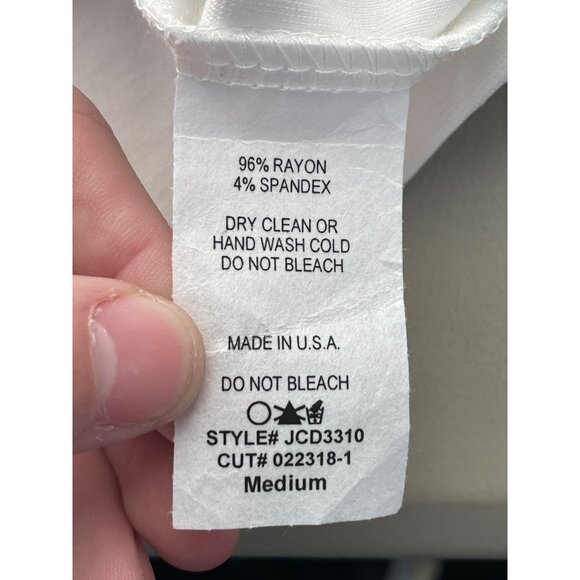 96% RAYON
4% SPANDEX
DRY CLEAN OR
HAND WASH COLD
DO NOT BLEACH
MADE IN U.S.A.
DO NOT BLEACH
STYLE# JCD3310
CUT# 022318-1
Medium